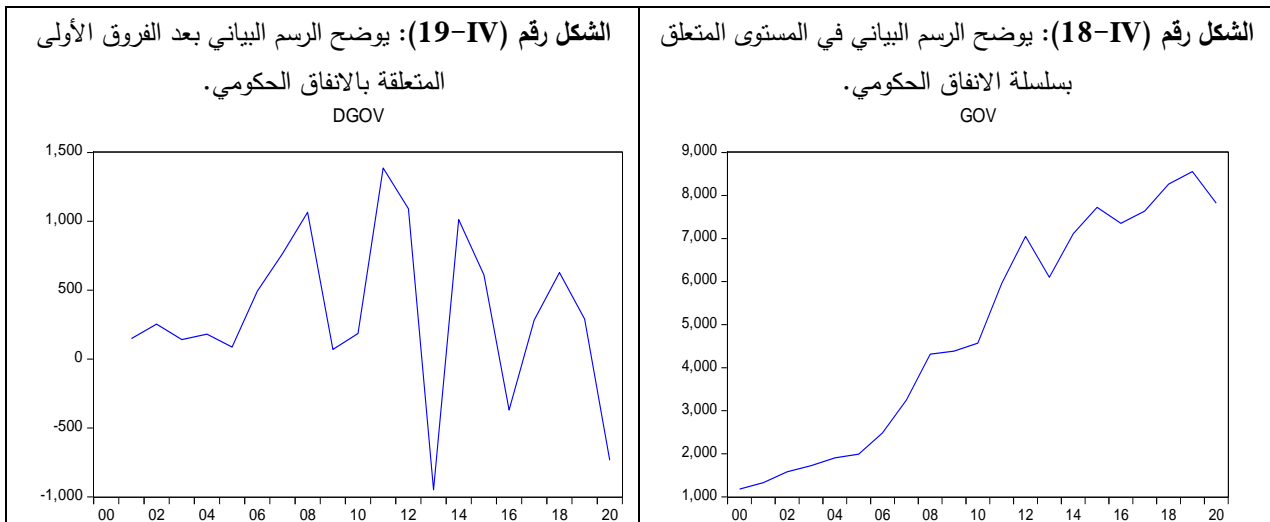 الشكل رقم (18-IV): يوضح الرسم البياني في المستوى المتعلق
بسلسلة الانفاق الحكومي.
GOV
9,000
8,000
7,000
6,000
5,000
4,000
3,000
2,000
1,000
00 02 04 06 08 10 12 14 16 18 20
الشكل رقم (19-IV): يوضح الرسم البياني بعد الفروق الأولى
المتعلقة بالانفاق الحكومي.
DGOV
1,500
1,000
500
0
-500
-1,000
00 02 04 06 08 10 12 14 16 18 20